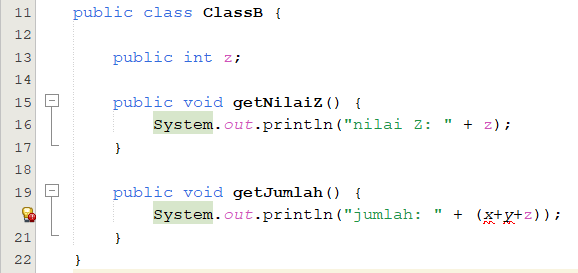 11 public class ClassB {
12
13     public int z;
14
15     public void getNilaiZ() {
16         System.out.println("nilai Z: " + z);
17     }
18
19     public void getJumlah() {
        System.out.println("jumlah: " + (x+y+z));
21     }
22 }